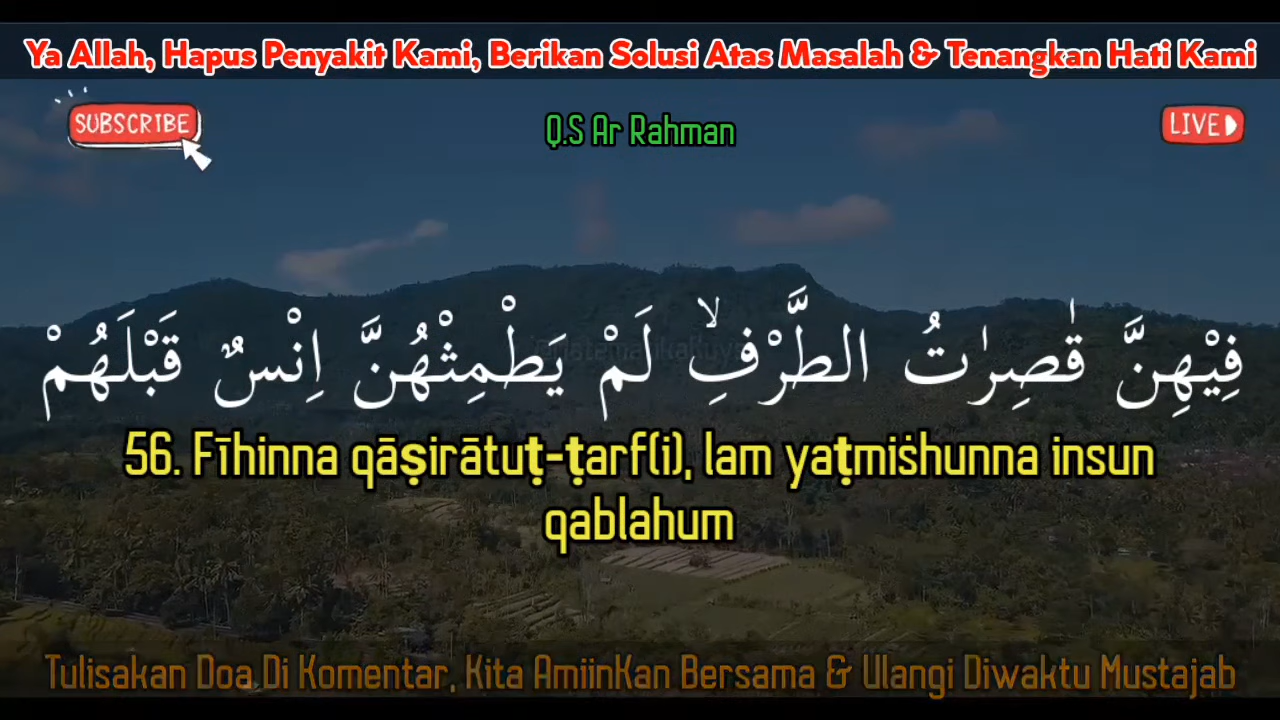 Ya Allah, Hapus Penyakit Kami, Berikan Solusi Atas Masalah & Tenangkan Hati Kami
SUBSCRIBE
Q.S Ar Rahman
LIVE
فِيْهِنَّ قٰصِرٰتُ الطَّرْفِۙ لَمْ يَطْمِثْهُنَّ اِنْسٌ قَبْلَهُمْ
56. Fīhinna qāṣirātuṭ-ṭarf(i), lam yaṭmiṡhunna insun
qablahum
Tulisakan Doa Di Komentar, Kita AmiinKan Bersama & Ulangi Diwaktu Mustajab